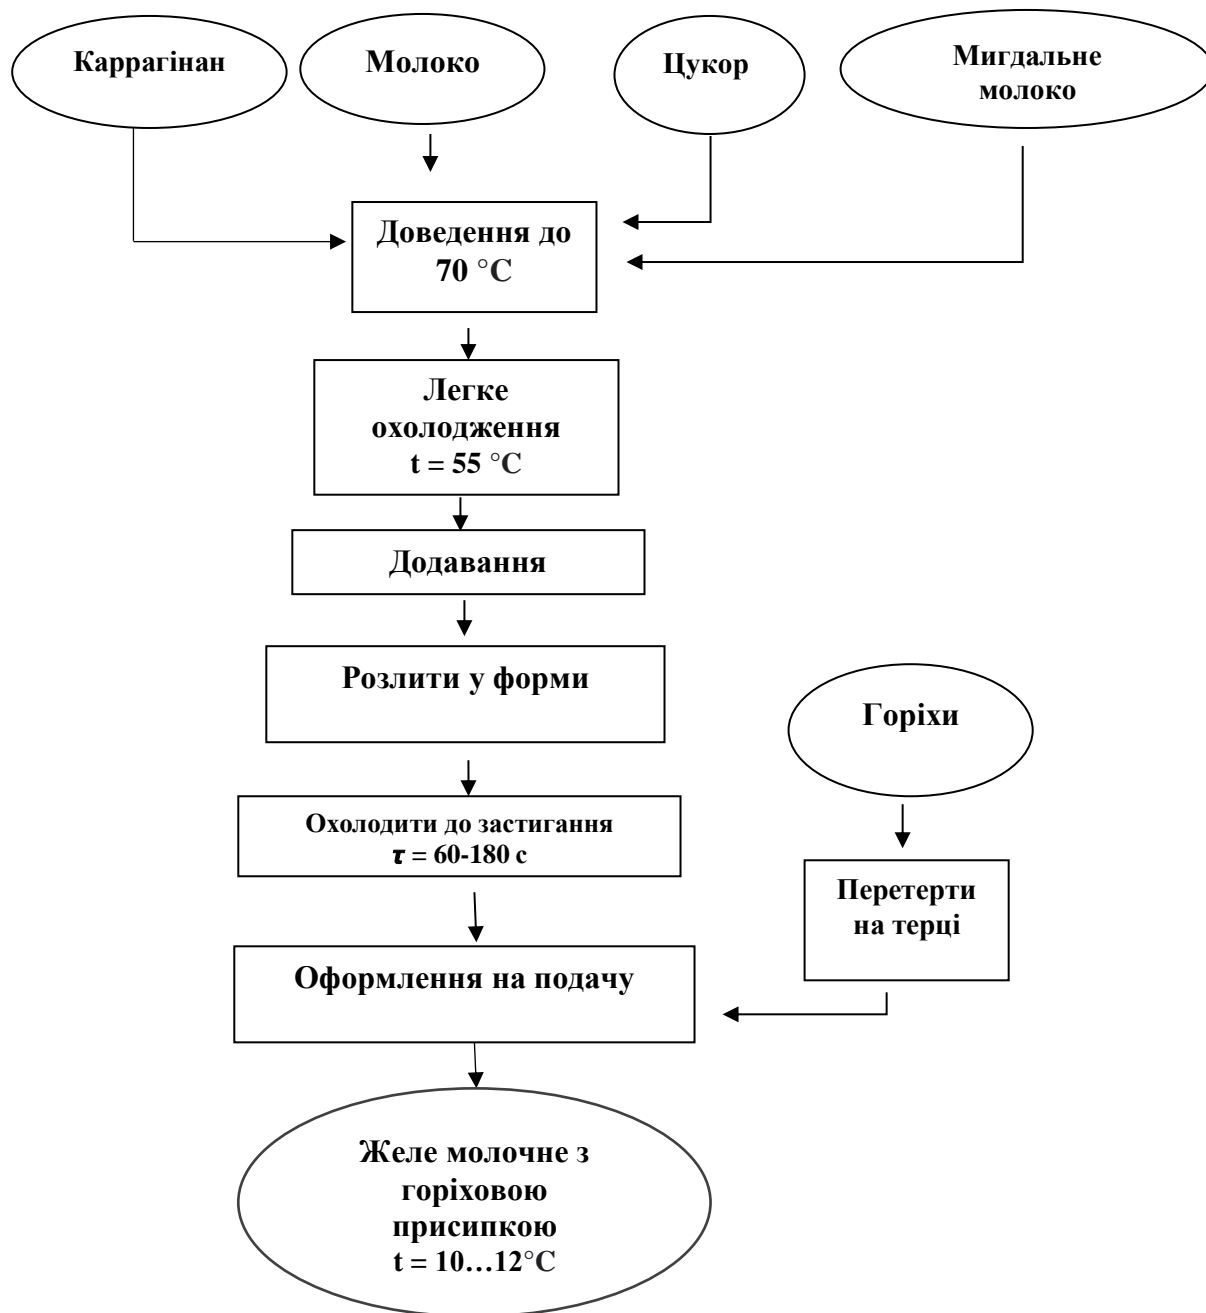 Каррагінан
Молоко
Цукор
Мигдальне
молоко
Доведення до
70 °C
Легке
охолодження
t = 55 °C
Додавання
Розлити у форми
Горіхи
Охолодити до застигання
τ = 60-180 с
Перетерти
на терці
Оформлення на подачу
Желе молочне з
горіховою
присипкою
t = 10…12°C